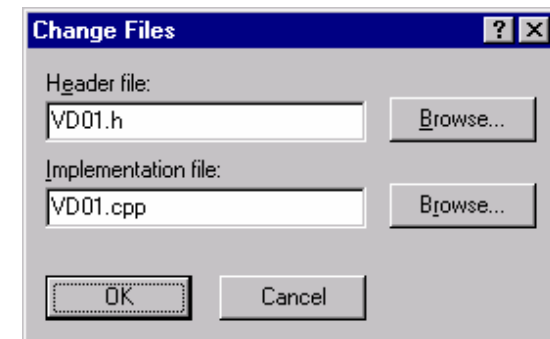 Change Files
Header file:
VD01.h
Browse...
Implementation file:
VD01.cpp
Browse...
OK
Cancel